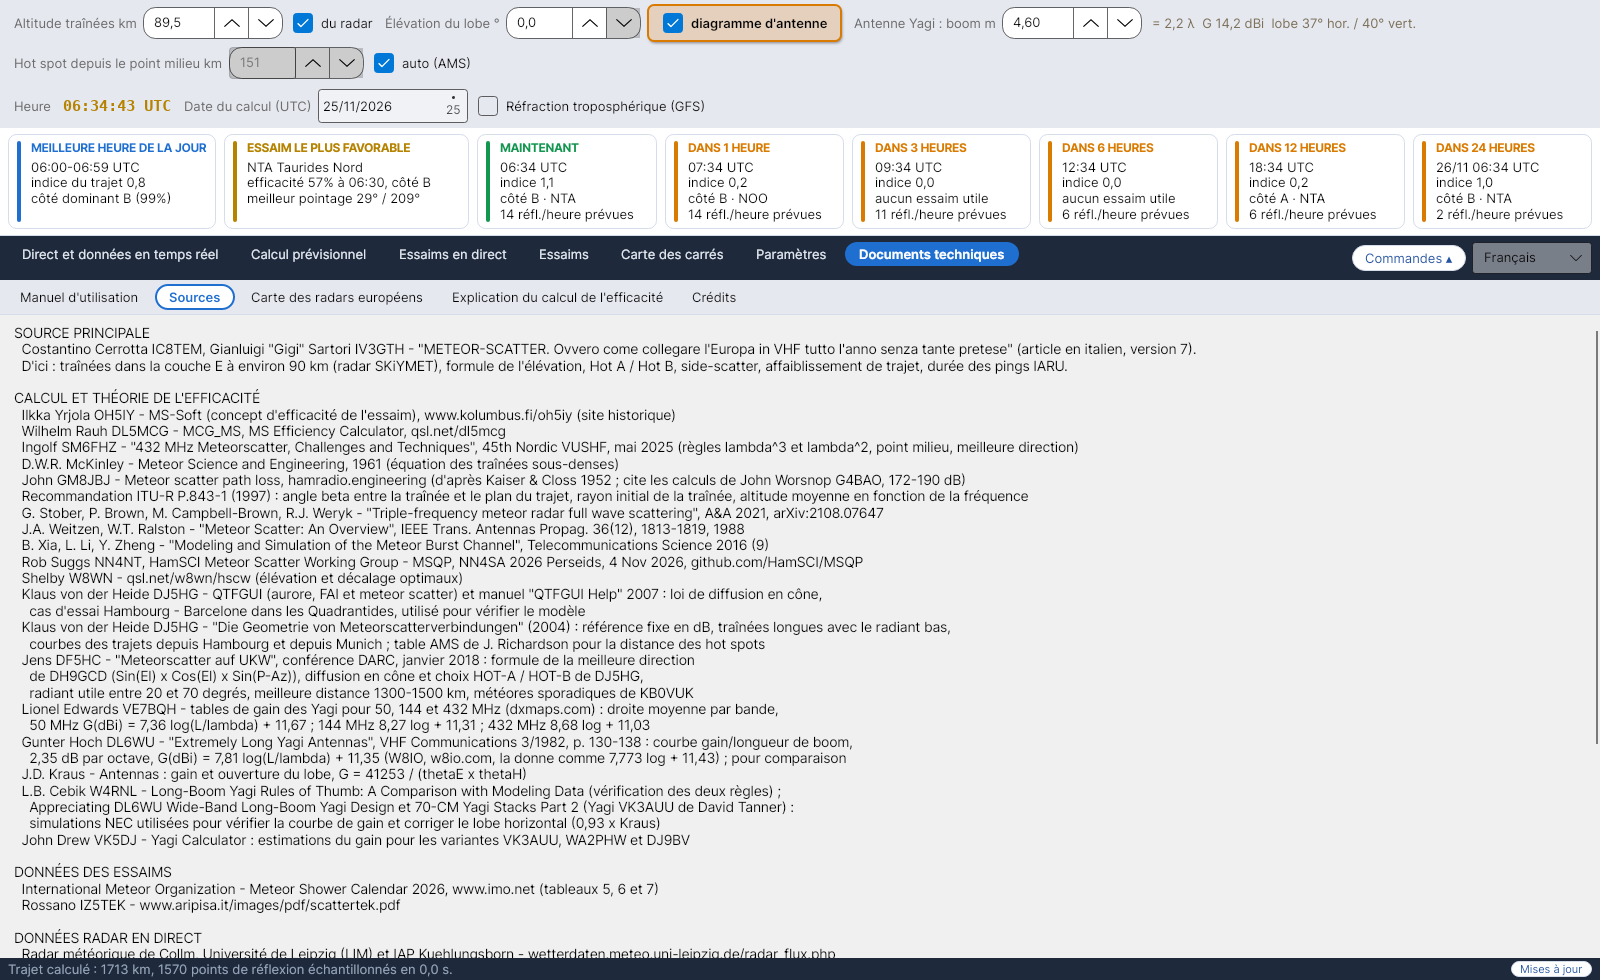 Altitude traînées km 89,5 du radar Élévation du lobe ° 0,0 diagramme d'antenne Antenne Yagi : boom m 4,60 = 2,2 λ G 14,2 dBi lobe 37° hor. / 40° vert.
Hot spot depuis le point milieu km 151 auto (AMS)
Heure 06:34:43 UTC Date du calcul (UTC) 25/11/2026 25 Réfraction troposphérique (GFS)
MEILLEURE HEURE DE LA JOUR
06:00-06:59 UTC
indice du trajet 0,8
côté dominant B (99%)
ESSAIM LE PLUS FAVORABLE
NTA Taurides Nord
efficacité 57% à 06:30, côté B
meilleur pointage 29° / 209°
MAINTENANT
06:34 UTC
indice 1,1
côté B · NTA
14 réfl./heure prévues
DANS 1 HEURE
07:34 UTC
indice 0,2
côté B · NOO
14 réfl./heure prévues
DANS 3 HEURES
09:34 UTC
indice 0,0
aucun essaim utile
11 réfl./heure prévues
DANS 6 HEURES
12:34 UTC
indice 0,0
aucun essaim utile
6 réfl./heure prévues
DANS 12 HEURES
18:34 UTC
indice 0,2
côté A · NTA
6 réfl./heure prévues
DANS 24 HEURES
26/11 06:34 UTC
indice 1,0
côté B · NTA
2 réfl./heure prévues
Direct et données en temps réel Calcul prévisionnel Essaims en direct Essaims Carte des carrés Paramètres Documents techniques Commandes ▴ Français
Manuel d'utilisation Sources Carte des radars européens Explication du calcul de l'efficacité Crédits
SOURCE PRINCIPALE
Costantino Cerrotta IC8TEM, Gianluigi "Gigi" Sartori IV3GTH - "METEOR-SCATTER. Ovvero come collegare l'Europa in VHF tutto l'anno senza tante pretese" (article en italien, version 7).
D'ici : traînées dans la couche E à environ 90 km (radar SKiYMET), formule de l'élévation, Hot A / Hot B, side-scatter, affaiblissement de trajet, durée des pings IARU.
CALCUL ET THÉORIE DE L'EFFICACITÉ
Ilkka Yrjola OH5IY - MS-Soft (concept d'efficacité de l'essaim), www.kolumbus.fi/oh5iy (site historique)
Wilhelm Rauh DL5MCG - MCG_MS, MS Efficiency Calculator, qsl.net/dl5mcg
Ingolf SM6FHZ - "432 MHz Meteorscatter, Challenges and Techniques", 45th Nordic VUSHF, mai 2025 (règles lambda^3 et lambda^2, point milieu, meilleure direction)
D.W.R. McKinley - Meteor Science and Engineering, 1961 (équation des traînées sous-denses)
John GM8JBJ - Meteor scatter path loss, hamradio.engineering (d'après Kaiser & Closs 1952 ; cite les calculs de John Worsnop G4BAO, 172-190 dB)
Recommandation ITU-R P.843-1 (1997) : angle beta entre la traînée et le plan du trajet, rayon initial de la traînée, altitude moyenne en fonction de la fréquence
G. Stober, P. Brown, M. Campbell-Brown, R.J. Weryk - "Triple-frequency meteor radar full wave scattering", A&A 2021, arXiv:2108.07647
J.A. Weitzen, W.T. Ralston - "Meteor Scatter: An Overview", IEEE Trans. Antennas Propag. 36(12), 1813-1819, 1988
B. Xia, L. Li, Y. Zheng - "Modeling and Simulation of the Meteor Burst Channel", Telecommunications Science 2016 (9)
Rob Suggs NN4NT, HamSCI Meteor Scatter Working Group - MSQP, NN4SA 2026 Perseids, 4 Nov 2026, github.com/HamSCI/MSQP
Shelby W8WN - qsl.net/w8wn/hscw (élévation et décalage optimaux)
Klaus von der Heide DJ5HG - QTFGUI (aurore, FAI et meteor scatter) et manuel "QTFGUI Help" 2007 : loi de diffusion en cône,
cas d'essai Hambourg - Barcelone dans les Quadrantides, utilisé pour vérifier le modèle
Klaus von der Heide DJ5HG - "Die Geometrie von Meteorscatterverbindungen" (2004) : référence fixe en dB, traînées longues avec le radiant bas,
courbes des trajets depuis Hambourg et depuis Munich ; table AMS de J. Richardson pour la distance des hot spots
Jens DF5HC - "Meteorscatter auf UKW", conférence DARC, janvier 2018 : formule de la meilleure direction
de DH9GCD (Sin(El) x Cos(El) x Sin(P-Az)), diffusion en cône et choix HOT-A / HOT-B de DJ5HG,
radiant utile entre 20 et 70 degrés, meilleure distance 1300-1500 km, météores sporadiques de KB0VUK
Lionel Edwards VE7BQH - tables de gain des Yagi pour 50, 144 et 432 MHz (dxmaps.com) : droite moyenne par bande,
50 MHz G(dBi) = 7,36 log(L/lambda) + 11,67 ; 144 MHz 8,27 log + 11,31 ; 432 MHz 8,68 log + 11,03
Gunter Hoch DL6WU - "Extremely Long Yagi Antennas", VHF Communications 3/1982, p. 130-138 : courbe gain/longueur de boom,
2,35 dB par octave, G(dBi) = 7,81 log(L/lambda) + 11,35 (W8IO, w8io.com, la donne comme 7,773 log + 11,43) ; pour comparaison
J.D. Kraus - Antennas : gain et ouverture du lobe, G = 41253 / (thetaE x thetaH)
L.B. Cebik W4RNL - Long-Boom Yagi Rules of Thumb: A Comparison with Modeling Data (vérification des deux règles) ;
Appreciating DL6WU Wide-Band Long-Boom Yagi Design et 70-CM Yagi Stacks Part 2 (Yagi VK3AUU de David Tanner) :
simulations NEC utilisées pour vérifier la courbe de gain et corriger le lobe horizontal (0,93 x Kraus)
John Drew VK5DJ - Yagi Calculator : estimations du gain pour les variantes VK3AUU, WA2PHW et DJ9BV
DONNÉES DES ESSAIMS
International Meteor Organization - Meteor Shower Calendar 2026, www.imo.net (tableaux 5, 6 et 7)
Rossano IZ5TEK - www.aripisa.it/images/pdf/scattertek.pdf
DONNÉES RADAR EN DIRECT
Radar météorique de Collm, Université de Leipzig (LIM) et IAP Kuehlungsborn - wetterdaten.meteo.uni-leipzig.de/radar_flux.php
Trajet calculé : 1713 km, 1570 points de réflexion échantillonnés en 0,0 s. Mises à jour